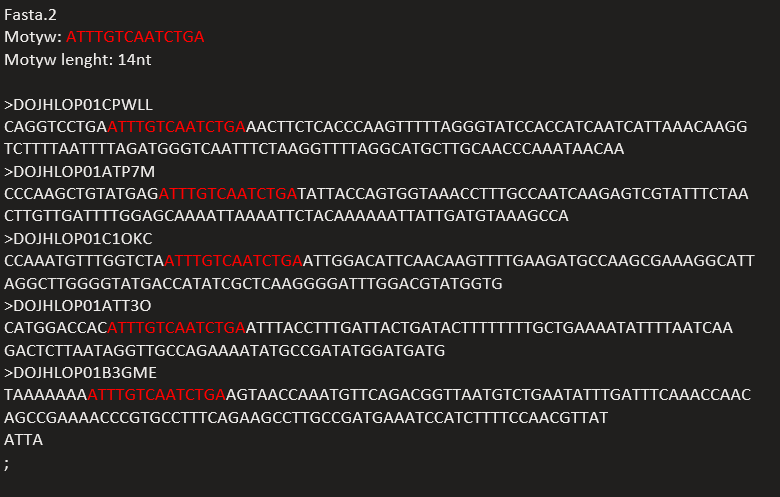 Fasta.2
Motyw: ATTTGTCAATCTGA
Motyw lenght: 14nt
>DOJHLOP01CPWLL
CAGGTCCTGAATTTGTCAATCTGAAACTTCTCACCCAAGTTTTTAGGGTATCCACCATCAATCATTAAACAAGG
TCTTTTAATTTTAGATGGGTCAATTTCTAAGGTTTTAGGCATGCTTGCAACCCAAATAACAA
>DOJHLOP01ATP7M
CCCAAGCTGTATGAGATTTGTCAATCTGATATTACCAGTGGTAAACCTTTGCCAATCAAGAGTCGTATTTCTAA
CTTGTTGATTTTGGAGCAAAATTAAAATTCTACAAAAAATTATTGATGTAAAGCCA
>DOJHLOP01C1OKC
CCAAATGTTTGGTCTAATTTGTCAATCTGAATTGGACATTCAACAAGTTTTGAAGATGCCAAGCGAAAGGCATT
AGGCTTGGGGTATGACCATATCGCTCAAGGGGATTTGGACGTATGGTG
>DOJHLOP01ATT3O
CATGGACCACATTTGTCAATCTGAATTTACCTTTGATTACTGATACTTTTTTTTGCTGAAAATATTTTAATCAA
GACTCTTAATAGGTTGCCAGAAAATATGCCGATATGGATGATG
>DOJHLOP01B3GME
TAAAAAAAATTTGTCAATCTGAAGTAACCAAATGTTCAGACGGTTAATGTCTGAATATTTGATTTCAAACCAAC
AGCCGAAAACCCGTGCCTTTCAGAAGCCTTGCCGATGAAATCCATCTTTTCCAACGTTAT
ATTA
;